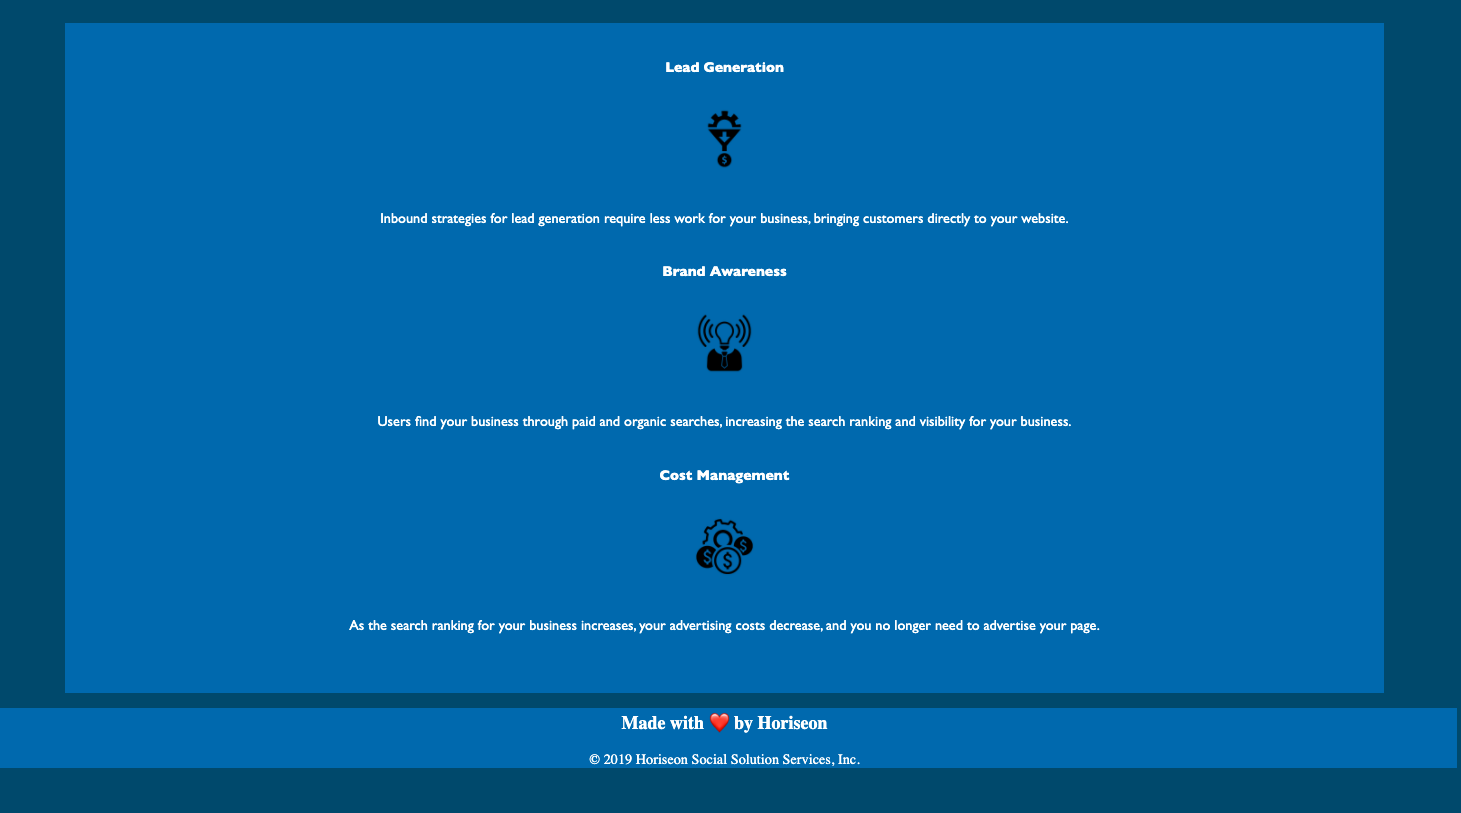 Lead Generation
Inbound strategies for lead generation require less work for your business, bringing customers directly to your website.
Brand Awareness
Users find your business through paid and organic searches, increasing the search ranking and visibility for your business.
Cost Management
As the search ranking for your business increases, your advertising costs decrease, and you no longer need to advertise your page.
Made with ❤️ by Horiseon
© 2019 Horiseon Social Solution Services, Inc.